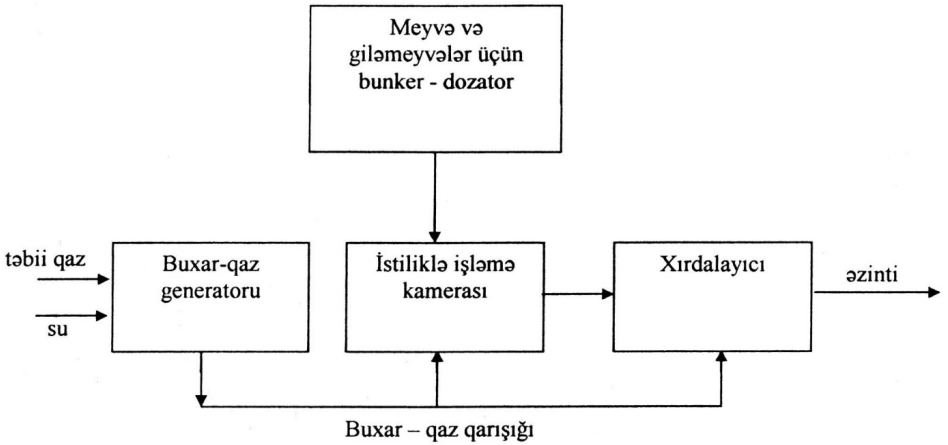 Meyvə və
giləmeyvələr üçün
bunker - dozator
təbii qaz
su
Buxar-qaz
generatoru
İstiliklə işləmə
kamerası
Xırdalayıcı
əzinti
Buxar – qaz qarışığı